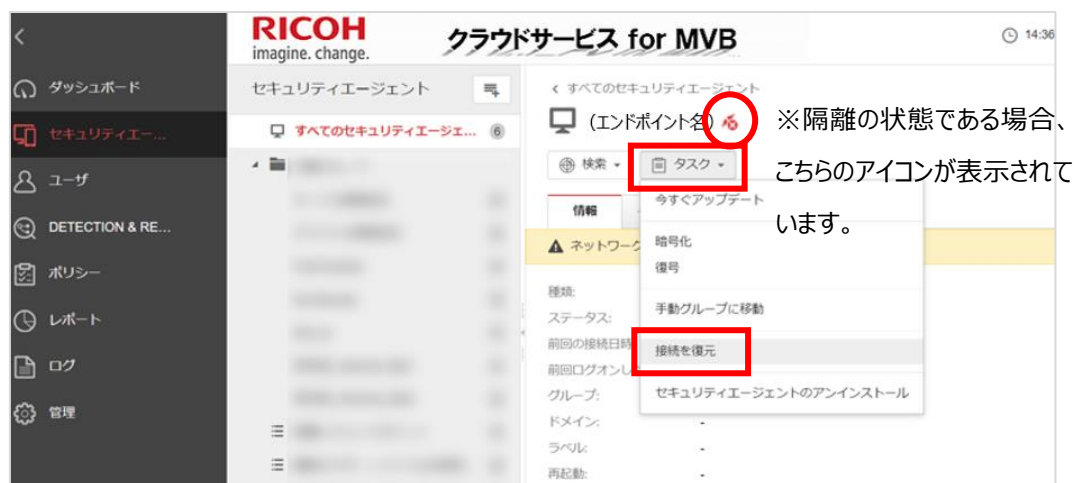 RICOH
imagine. change.
クラウドサービス for MVB
14:36
ダッシュボード
セキュリティエー...
ユーザ
DETECTION & RE...
ポリシー
レポート
ログ
管理
セキュリティエージェント
すべてのセキュリティエージェ... 6
< すべてのセキュリティエージェント
(エンドポイント名)
※隔離の状態である場合、
こちらのアイコンが表示されて
います。
検索 タスク
情報
ネットワーク
今すぐアップデート
暗号化
復号
手動グループに移動
接続を復元
セキュリティエージェントのアンインストール
種類:
ステータス:
前回の接続日時
前回ログオンし
グループ:
ドメイン: -
ラベル: -
再起動: -